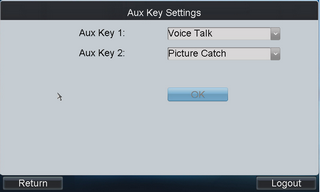 Aux Key Settings
Aux Key 1: Voice Talk
Aux Key 2: Picture Catch
OK
Return Logout